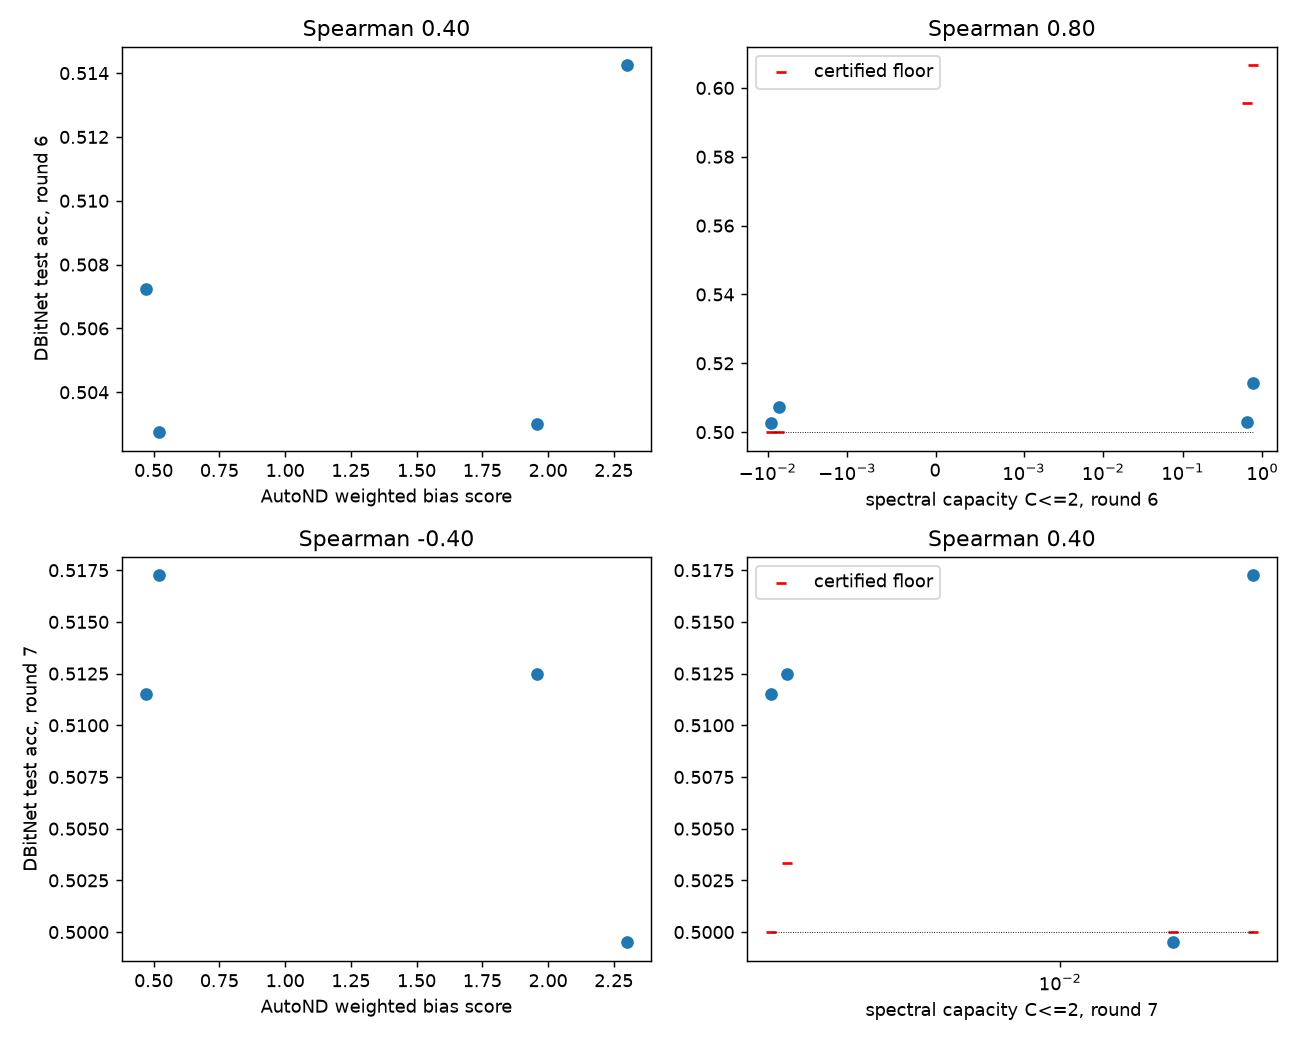 Spearman 0.40
0.514
0.512
0.510
0.508
0.506
0.504
DBitNet test acc, round 6
0.50 0.75 1.00 1.25 1.50 1.75 2.00 2.25
AutoND weighted bias score
Spearman 0.80
certified floor
0.60
0.58
0.56
0.54
0.52
0.50
−10⁻² −10⁻³ 0 10⁻³ 10⁻² 10⁻¹ 10⁰
spectral capacity C<=2, round 6
Spearman -0.40
0.5175
0.5150
0.5125
0.5100
0.5075
0.5050
0.5025
0.5000
DBitNet test acc, round 7
0.50 0.75 1.00 1.25 1.50 1.75 2.00 2.25
AutoND weighted bias score
Spearman 0.40
certified floor
0.5175
0.5150
0.5125
0.5100
0.5075
0.5050
0.5025
0.5000
10⁻²
spectral capacity C<=2, round 7